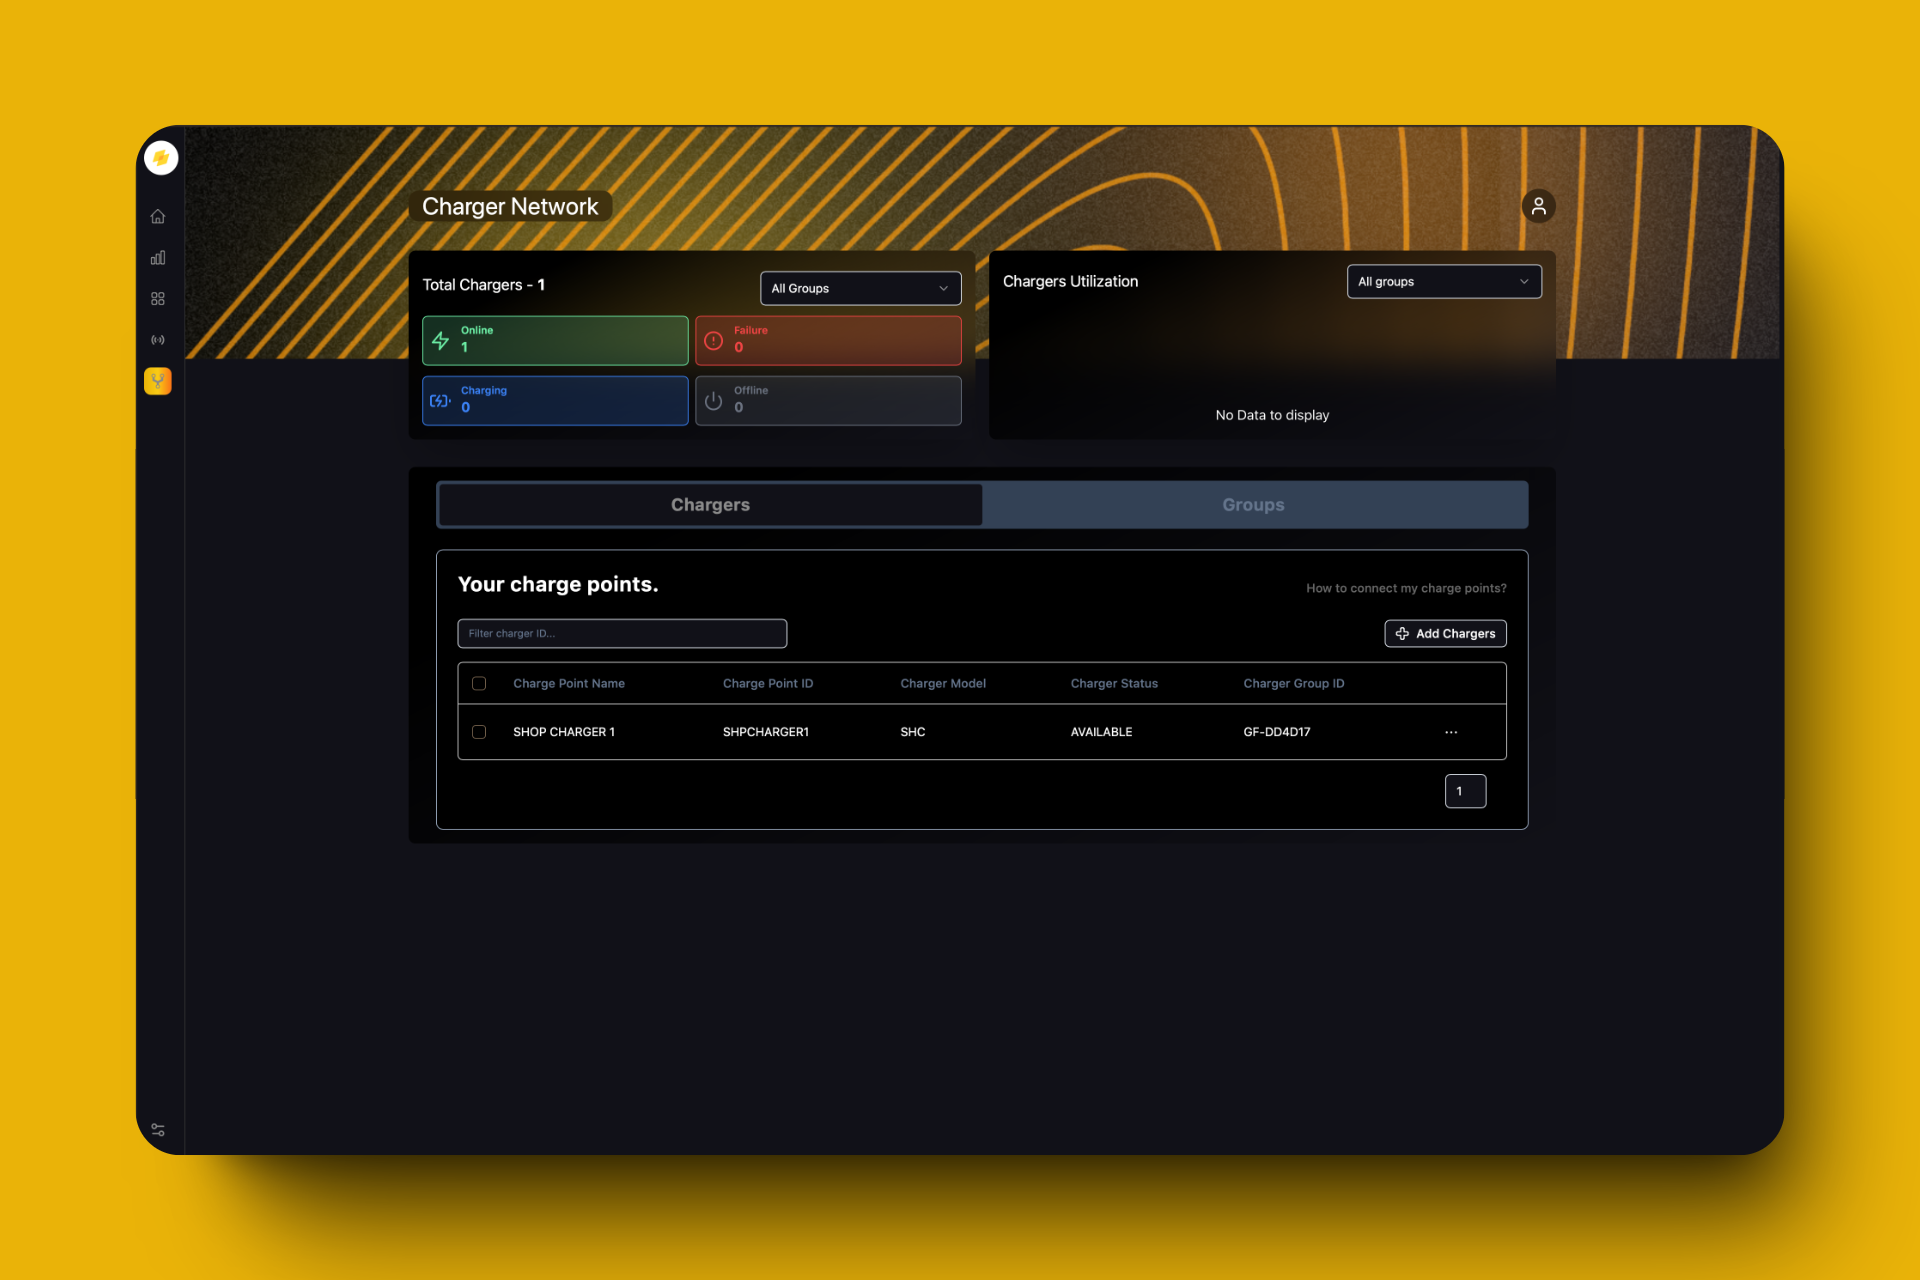 Charger Network
Total Chargers - 1
All Groups
Online
1
Failure
0
Charging
0
Offline
0
Chargers Utilization
All groups
No Data to display
Chargers
Groups
Your charge points.
How to connect my charge points?
Filter charger ID...
Add Chargers
Charge Point Name Charge Point ID Charger Model Charger Status Charger Group ID
SHOP CHARGER 1 SHPCHARGER1 SHC AVAILABLE GF-DD4D17 ...
1